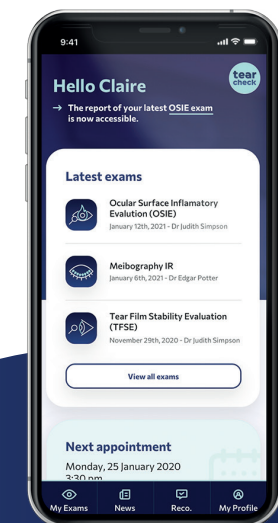 9:41
Hello Claire
tear
check
→ The report of your latest OSIE exam
is now accessible.
Latest exams
Ocular Surface Inflamatory
Evalution (OSIE)
January 12th, 2021 - Dr Judith Simpson
Meibography IR
January 6th, 2021 - Dr Edgar Potter
Tear Film Stability Evaluation
(TFSE)
November 29th, 2020 - Dr Judith Simpson
View all exams
Next appointment
Monday, 25 January 2020
3:30 pm
My Exams
News
Reco.
My Profile